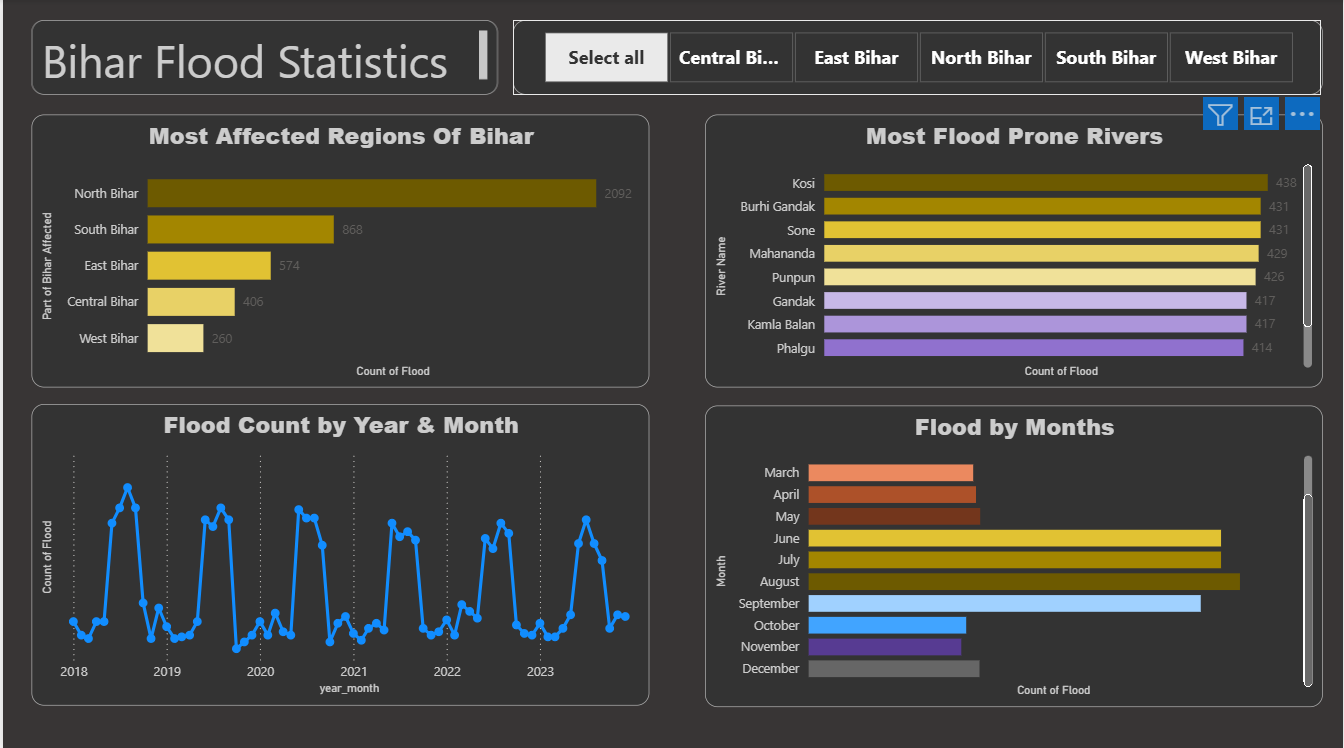 Bihar Flood Statistics
Select all
Central Bi...
East Bihar
North Bihar
South Bihar
West Bihar
Most Affected Regions Of Bihar
Part of Bihar Affected
North Bihar 2092
South Bihar 868
East Bihar 574
Central Bihar 406
West Bihar 260
Count of Flood
Most Flood Prone Rivers
River Name
Kosi 438
Burhi Gandak 431
Sone 431
Mahananda 429
Punpun 426
Gandak 417
Kamla Balan 417
Phalgu 414
Count of Flood
Flood Count by Year & Month
Count of Flood
2018 2019 2020 2021 2022 2023
year_month
Flood by Months
Month
March
April
May
June
July
August
September
October
November
December
Count of Flood